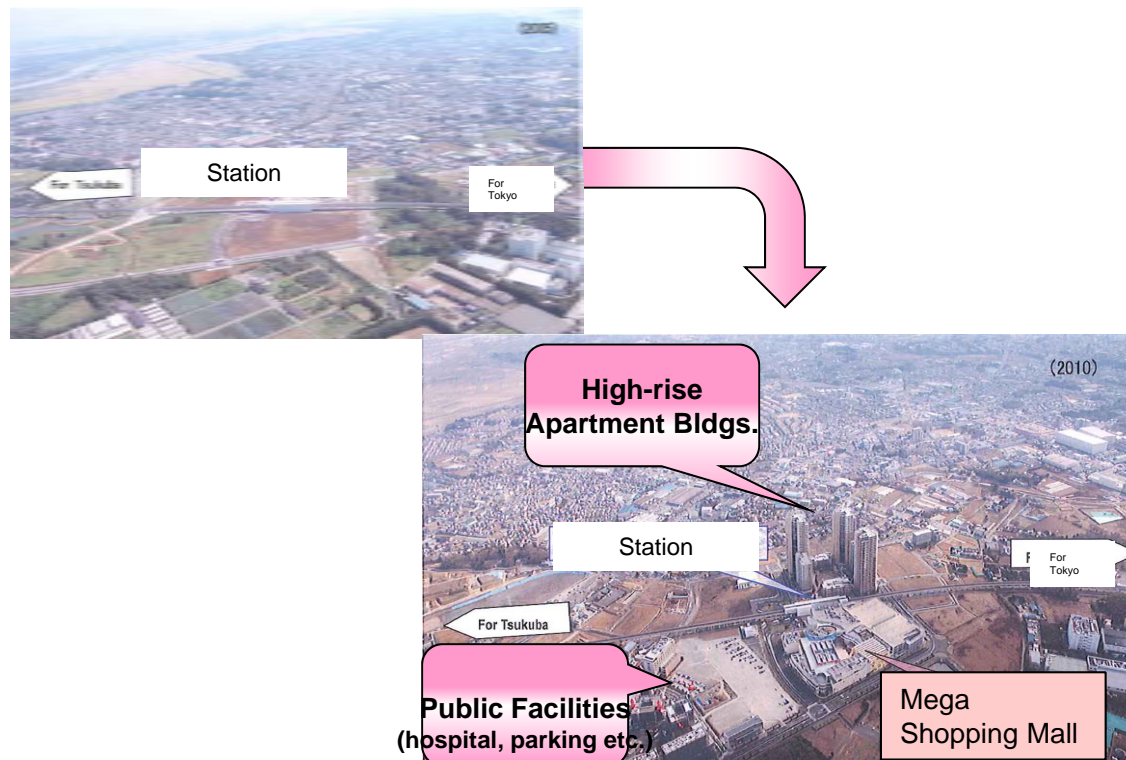 (2005)
For Tsukuba
Station
For
Tokyo
(2010)
High-rise
Apartment Bldgs.
Station
For
Tokyo
For Tsukuba
Public Facilities
(hospital, parking etc.)
Mega
Shopping Mall